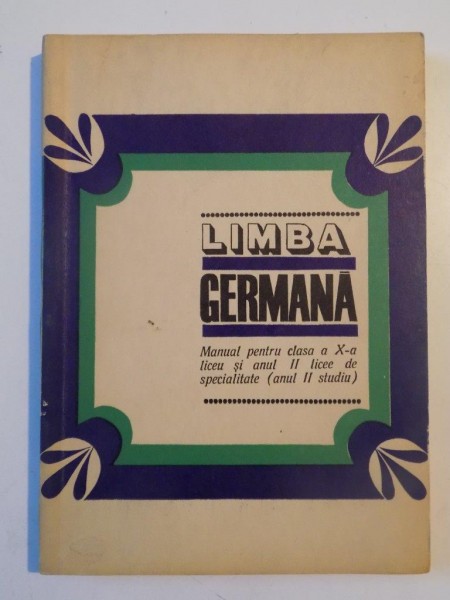 LIMBA
GERMANĂ
Manual pentru clasa a X-a
liceu și anul II licee de
specialitate (anul II studiu)